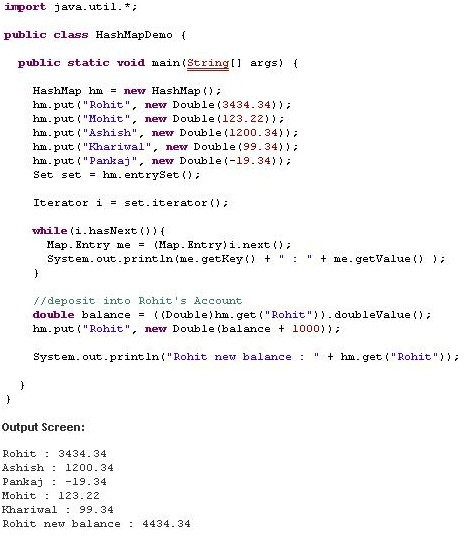 import java.util.*;
public class HashMapDemo {
public static void main(String[] args) {
HashMap hm = new HashMap();
hm.put("Rohit", new Double(3434.34));
hm.put("Mohit", new Double(123.22));
hm.put("Ashish", new Double(1200.34));
hm.put("Khariwal", new Double(99.34));
hm.put("Pankaj", new Double(-19.34));
Set set = hm.entrySet();
Iterator i = set.iterator();
while(i.hasNext()){
Map.Entry me = (Map.Entry)i.next();
System.out.println(me.getKey() + " : " + me.getValue() );
}
//deposit into Rohit's Account
double balance = ((Double)hm.get("Rohit")).doubleValue();
hm.put("Rohit", new Double(balance + 1000));
System.out.println("Rohit new balance : " + hm.get("Rohit"));
}
}
Output Screen:
Rohit : 3434.34
Ashish : 1200.34
Pankaj : -19.34
Mohit : 123.22
Khariwal : 99.34
Rohit new balance : 4434.34